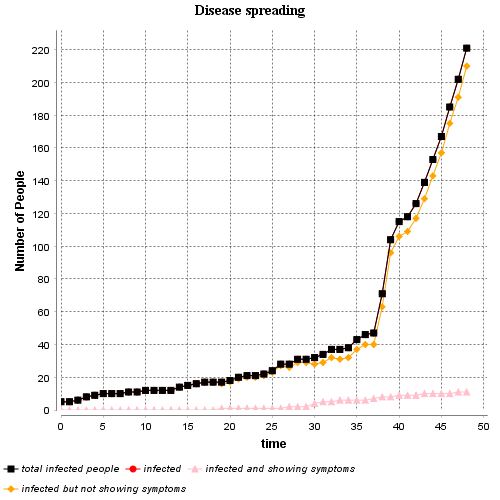 Disease spreading
Number of People
220
200
180
160
140
120
100
80
60
40
20
0
0 5 10 15 20 25 30 35 40 45 50
time
total infected people infected infected and showing symptoms
infected but not showing symptoms